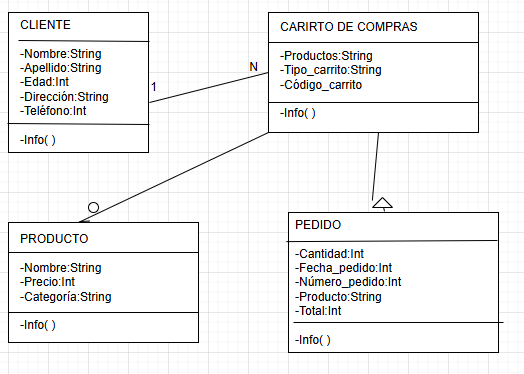 CLIENTE
-Nombre:String
-Apellido:String
-Edad:Int
-Dirección:String
-Teléfono:Int
-Info( )
1
N
CARIRTO DE COMPRAS
-Productos:String
-Tipo_carrito:String
-Código_carrito
-Info( )
PRODUCTO
-Nombre:String
-Precio:Int
-Categoría:String
-Info( )
PEDIDO
-Cantidad:Int
-Fecha_pedido:Int
-Número_pedido:Int
-Producto:String
-Total:Int
-Info( )